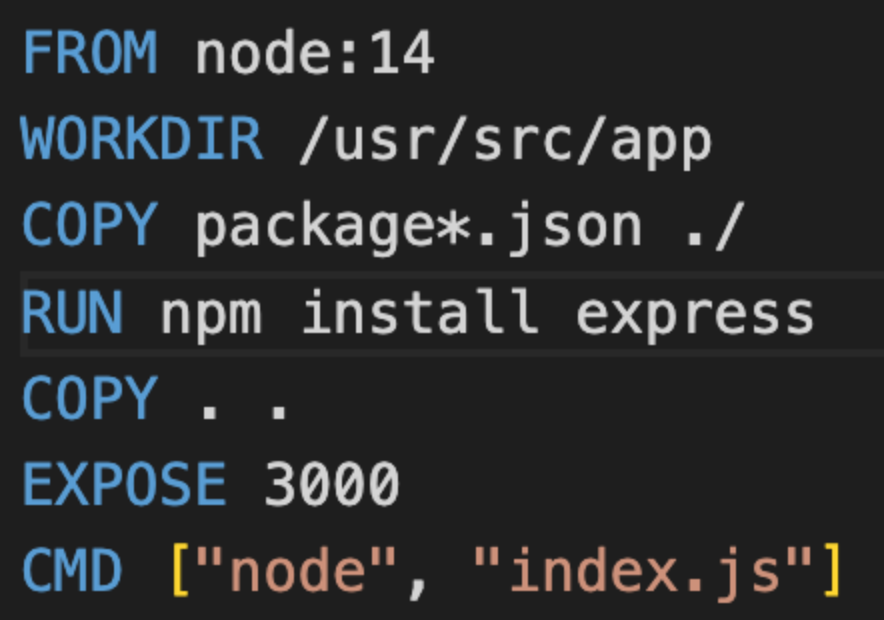 FROM node:14
WORKDIR /usr/src/app
COPY package*.json ./
RUN npm install express
COPY . .
EXPOSE 3000
CMD ["node", "index.js"]